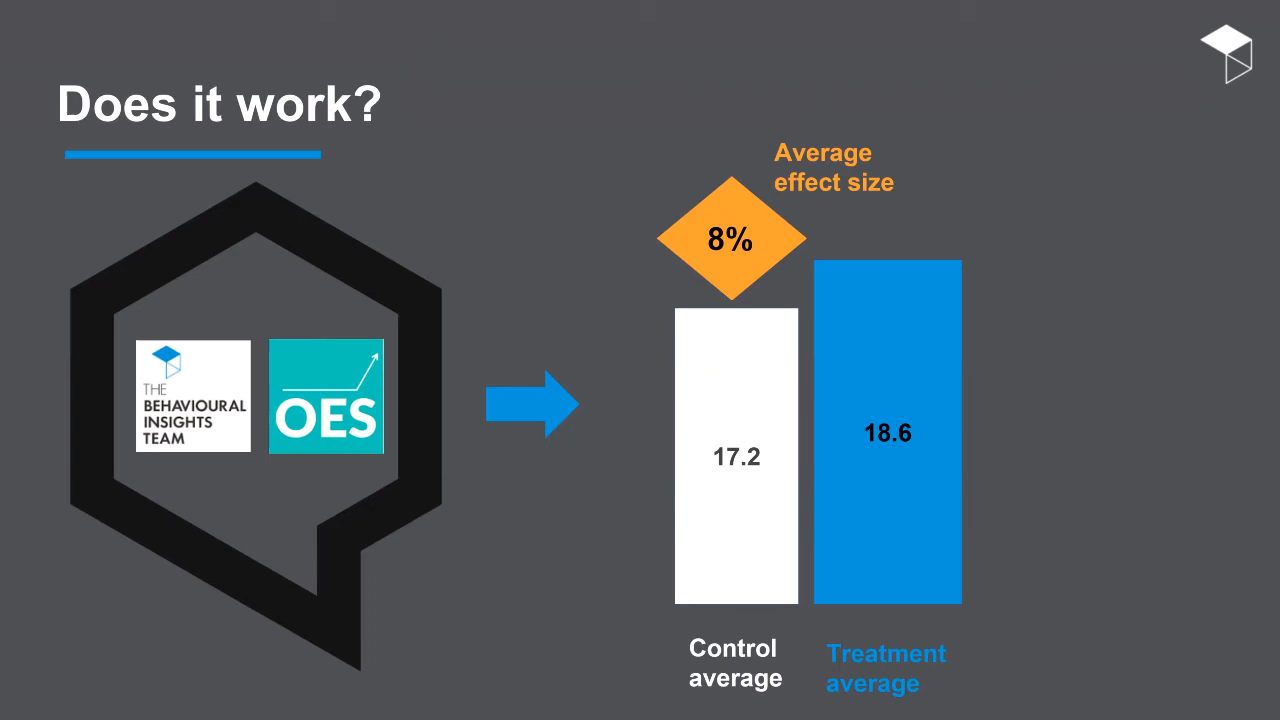 Does it work?
Average
effect size
8%
THE
BEHAVIOURAL
INSIGHTS
TEAM
OES
17.2
18.6
Control
average
Treatment
average